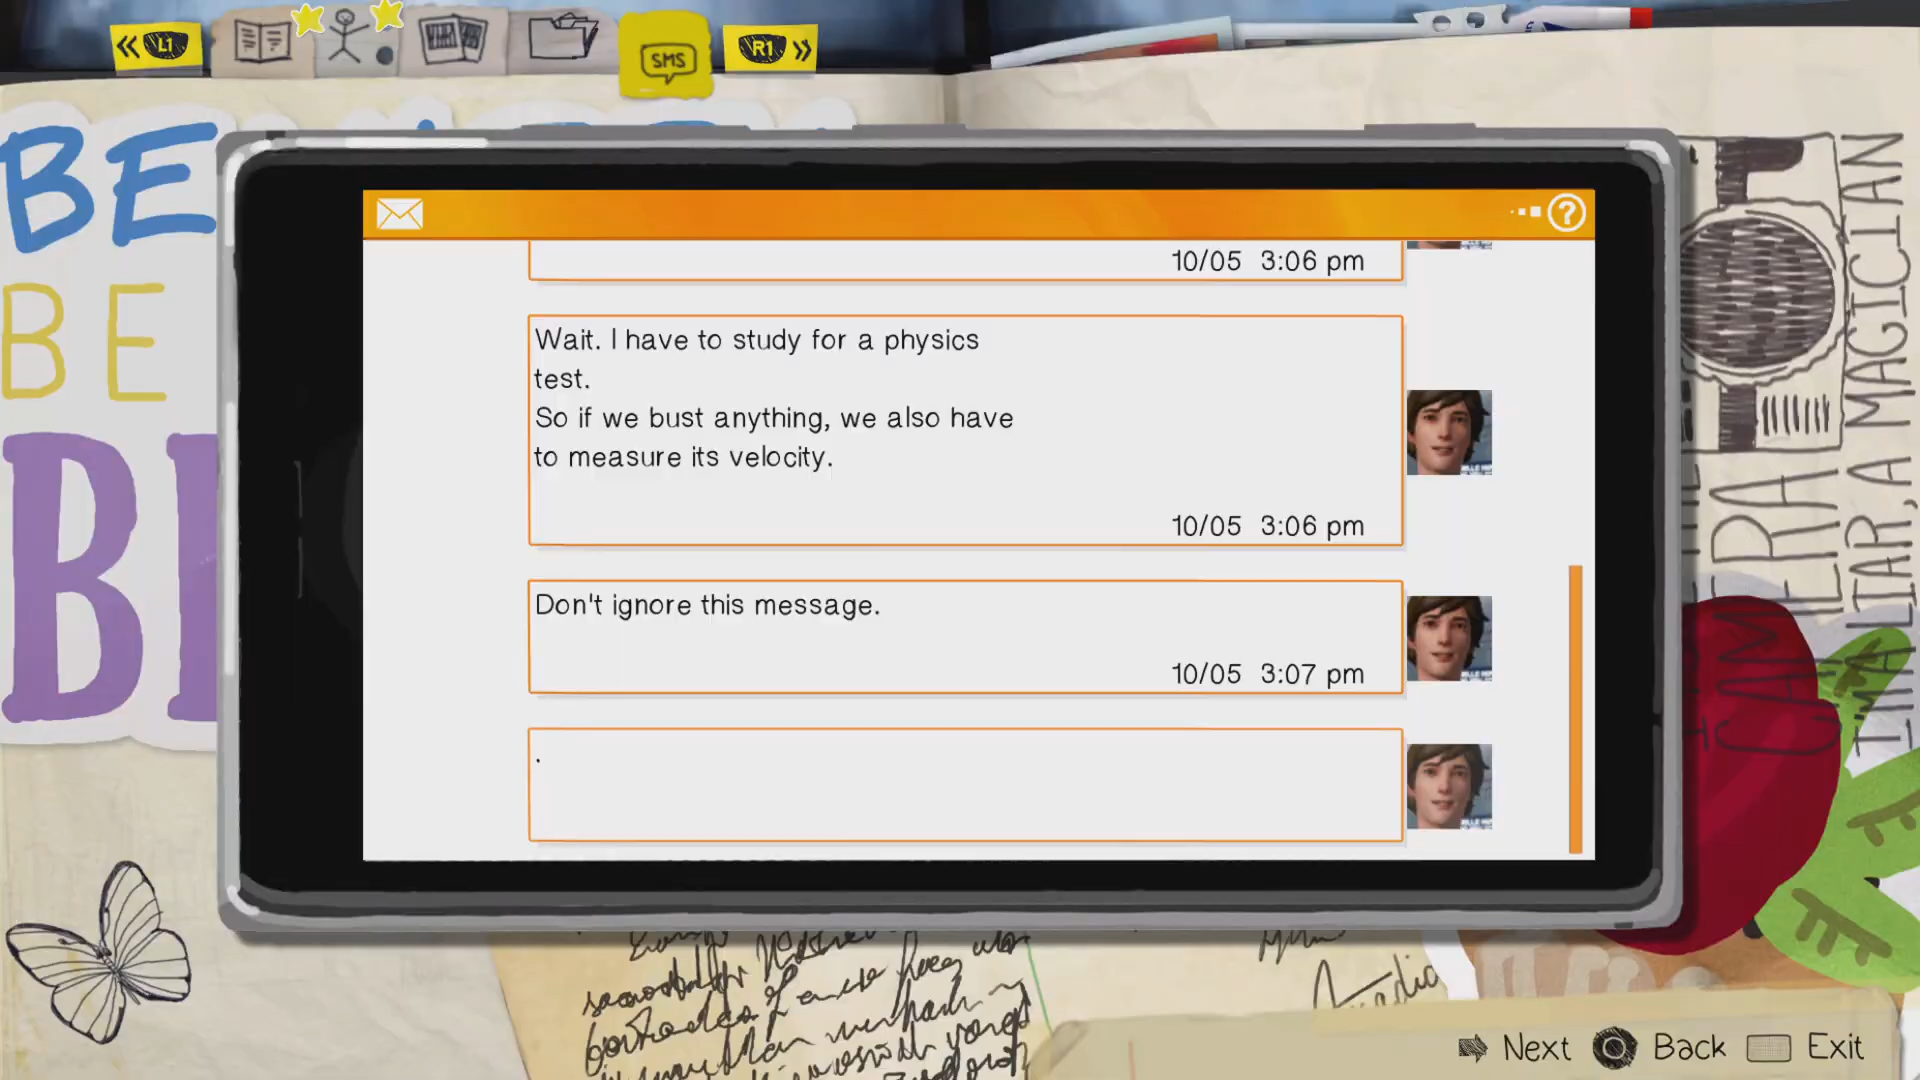 L1
SMS
R1
BE
BE
10/05 3:06 pm
Wait. I have to study for a physics
test.
So if we bust anything, we also have
to measure its velocity.
10/05 3:06 pm
Don't ignore this message.
10/05 3:07 pm
.
CAMERA
LIAR, A MAGICIAN
Next
Back
Exit